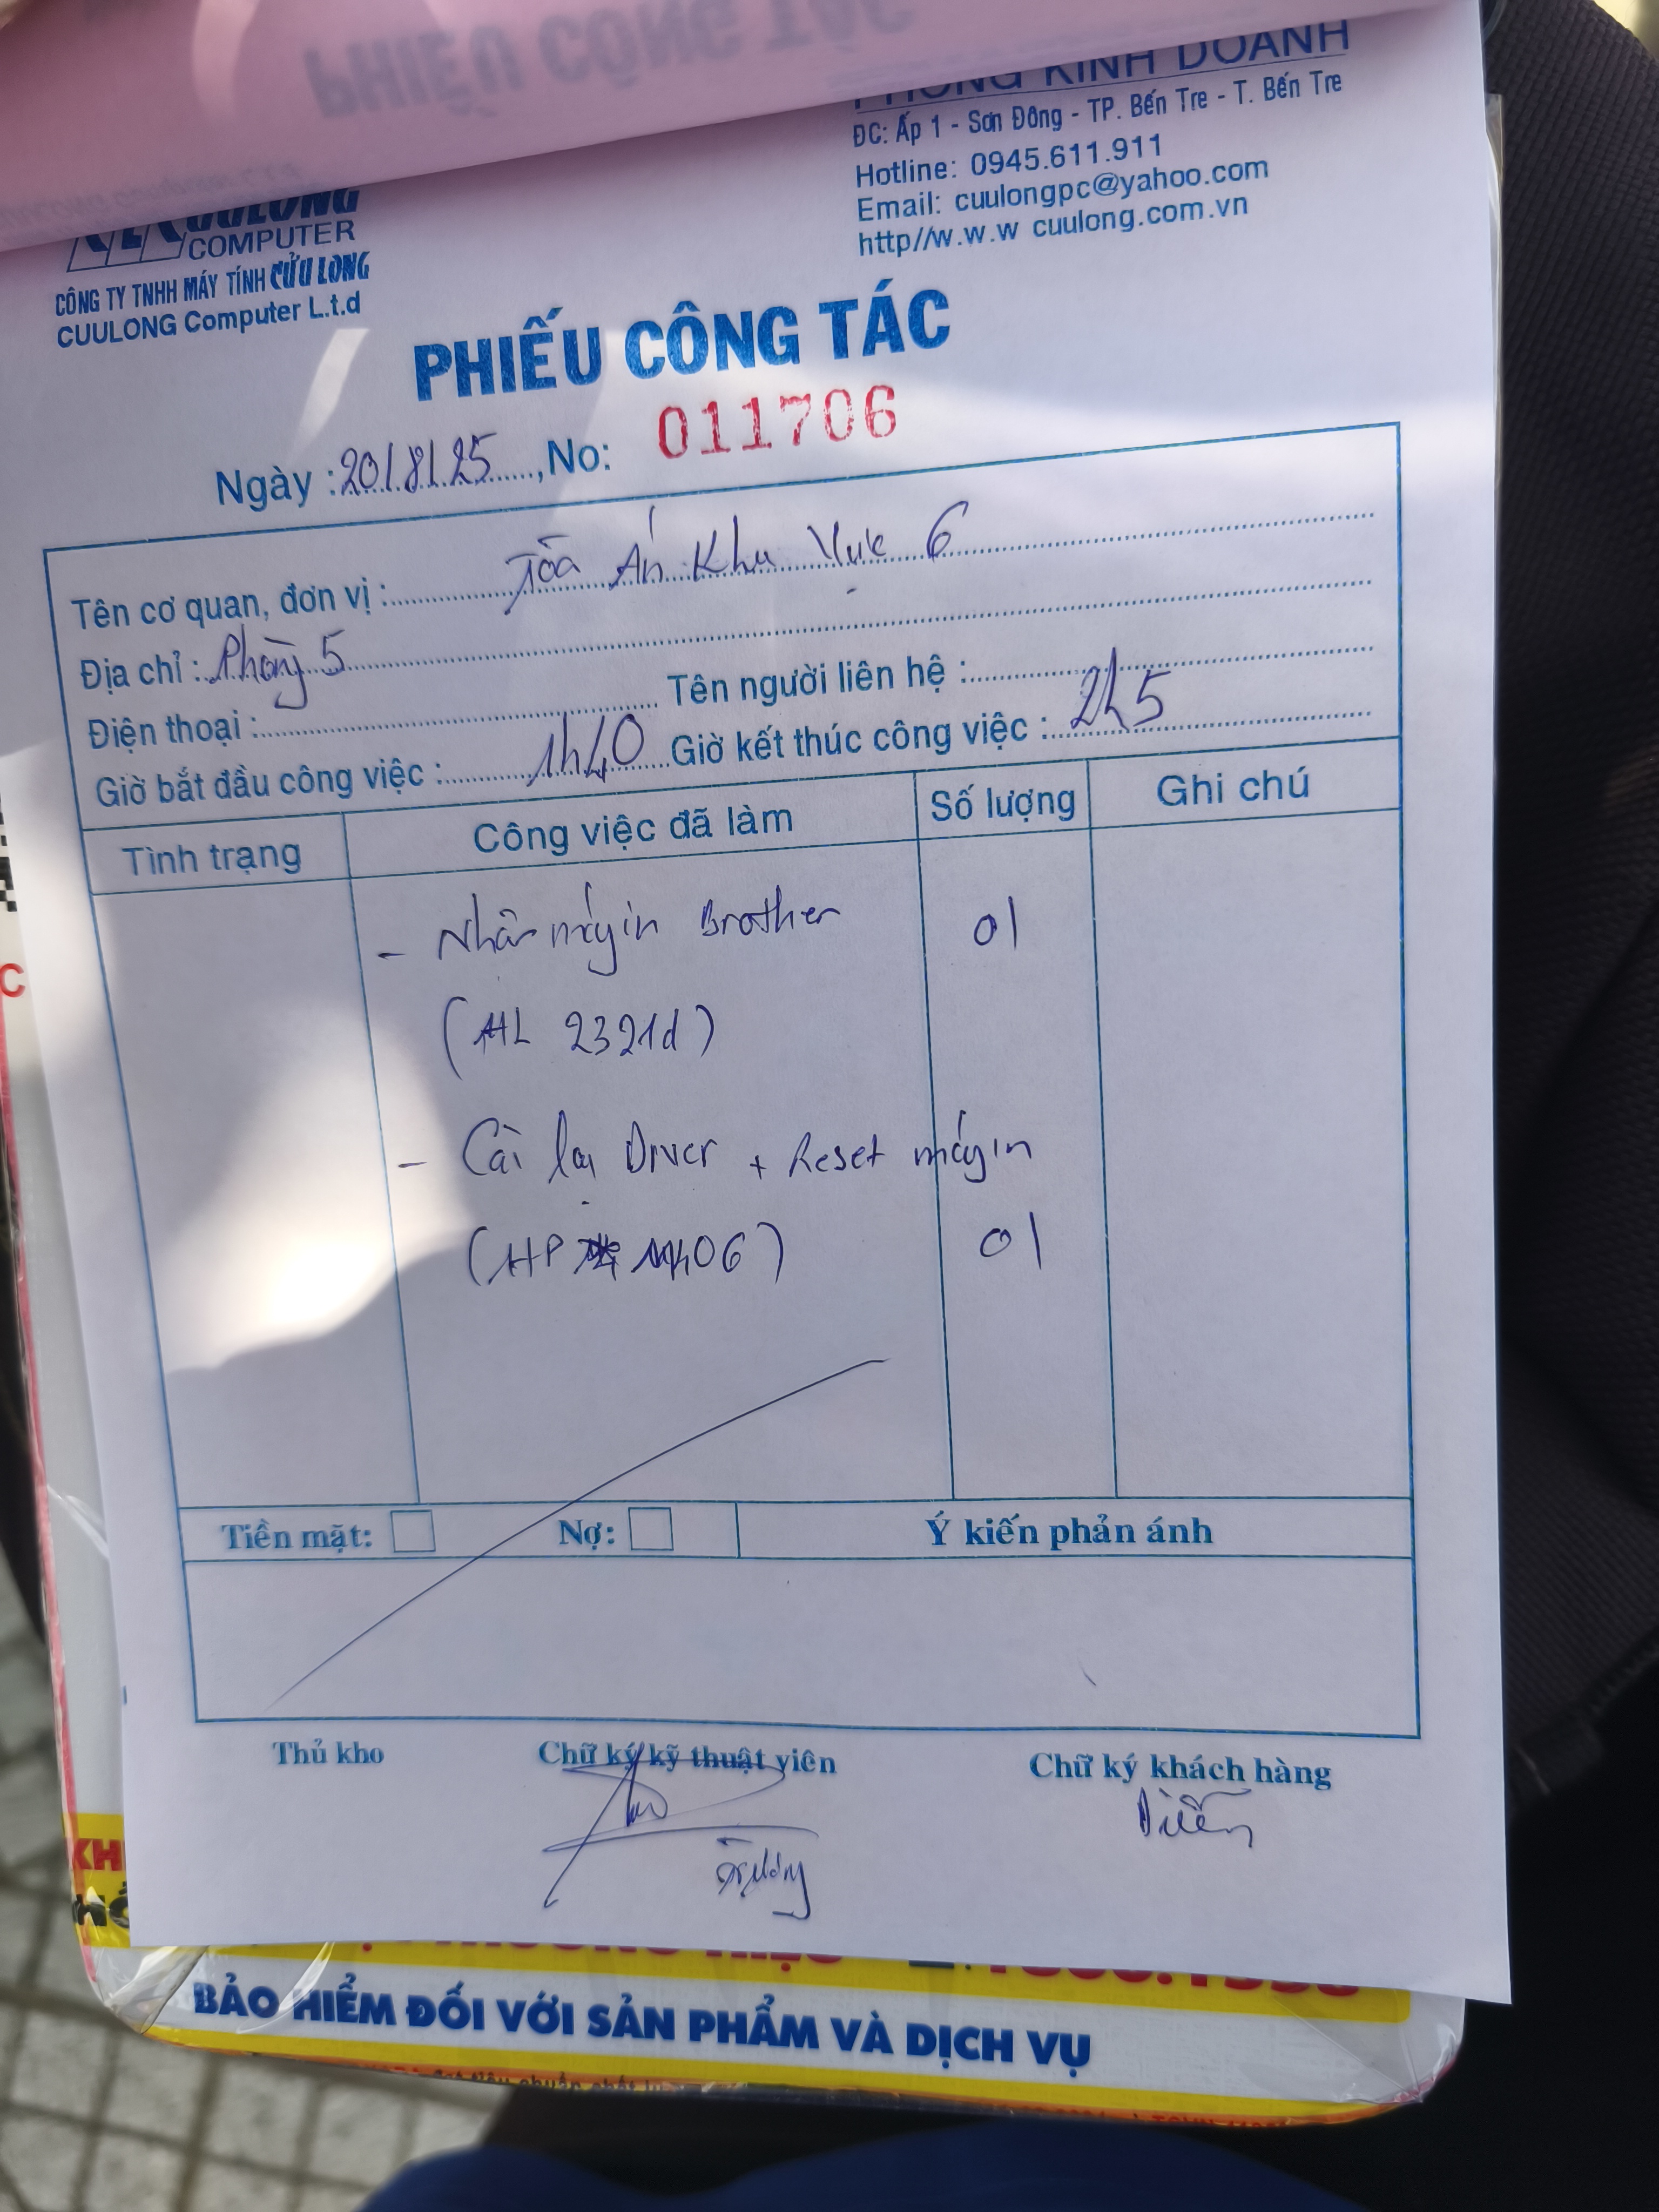 PHIẾU CÔNG TÁC
PHÒNG KINH DOANH
ĐC: Ấp 1 - Sơn Đông - TP. Bến Tre - T. Bến Tre
Hotline: 0945.611.911
Email: cuulongpc@yahoo.com
http//w.w.w cuulong.com.vn
CUULONG
COMPUTER
CÔNG TY TNHH MÁY TÍNH CỬU LONG
CUULONG Computer L.t.d
PHIẾU CÔNG TÁC
Ngày : 20/8/25 , No: 011706
Tên cơ quan, đơn vị : Tòa Án Khu Vực 6
Địa chỉ : Phòng 5
Điện thoại : Tên người liên hệ :
Giờ bắt đầu công việc : 1h40 Giờ kết thúc công việc : 2h5
Tình trạng Công việc đã làm Số lượng Ghi chú
- Nhận máy in Brother 01
(HL 2321d)
- Cài lại Driver + Reset máy in
(HP 1406) 01
Tiền mặt: Nợ: Ý kiến phản ánh
Thủ kho Chữ ký kỹ thuật viên Chữ ký khách hàng
Trường
BẢO HIỂM ĐỐI VỚI SẢN PHẨM VÀ DỊCH VỤ